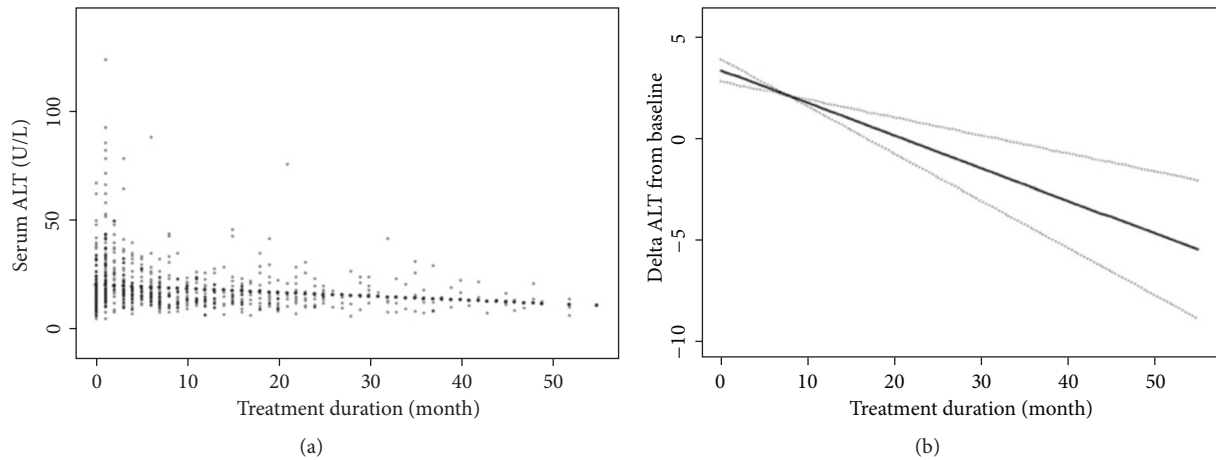 Serum ALT (U/L)
100
50
0
0 10 20 30 40 50
Treatment duration (month)
(a)
Delta ALT from baseline
5
0
−5
−10
0 10 20 30 40 50
Treatment duration (month)
(b)